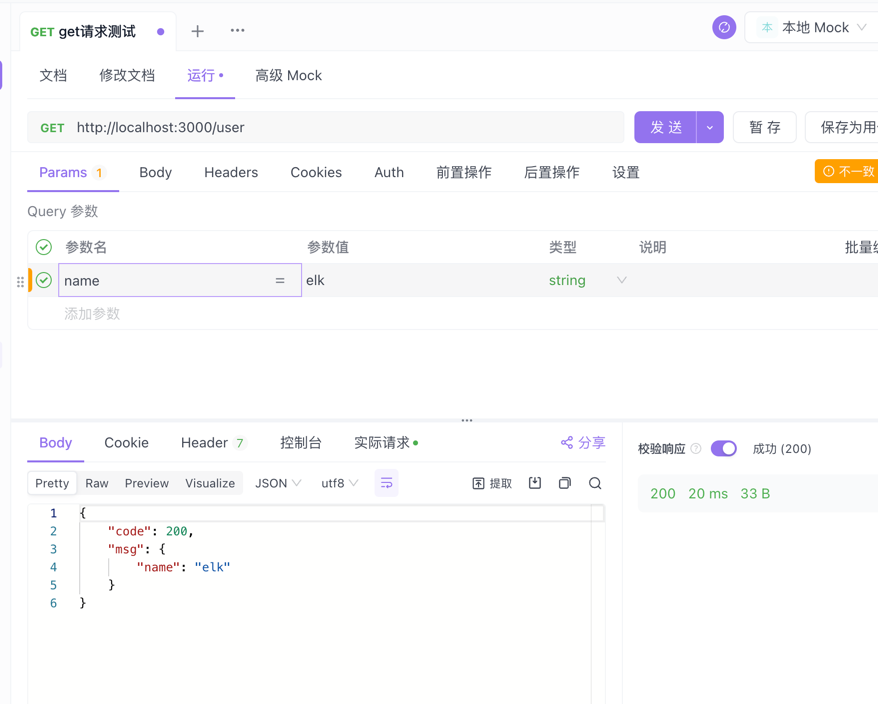 GET get请求测试
本 本地 Mock
文档 修改文档 运行 高级 Mock
GET http://localhost:3000/user 发 送 暂 存 保存为用
Params 1 Body Headers Cookies Auth 前置操作 后置操作 设置 不一致
Query 参数
参数名 参数值 类型 说明 批量
name = elk string
添加参数
Body Cookie Header 7 控制台 实际请求 分享
校验响应 成功 (200)
Pretty Raw Preview Visualize JSON utf8 提取
200 20 ms 33 B
1 {
2 "code": 200,
3 "msg": {
4 "name": "elk"
5 }
6 }